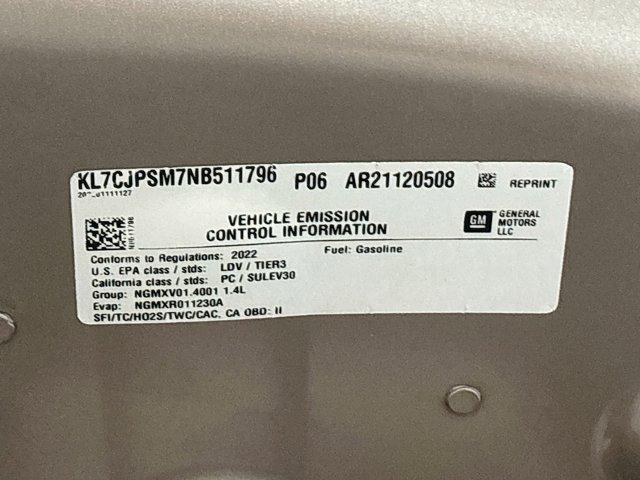 KL7CJPSM7NB511796 P06 AR21120508 REPRINT
VEHICLE EMISSION
CONTROL INFORMATION
GM GENERAL
MOTORS
LLC
Conforms to Regulations: 2022 Fuel: Gasoline
U.S. EPA class / stds: LDV / TIER3
California class / stds: PC / SULEV30
Group: NGMXV01.4001 1.4L
Evap: NGMXR011230A
SFI/TC/HO2S/TWC/CAC, CA OBD: II